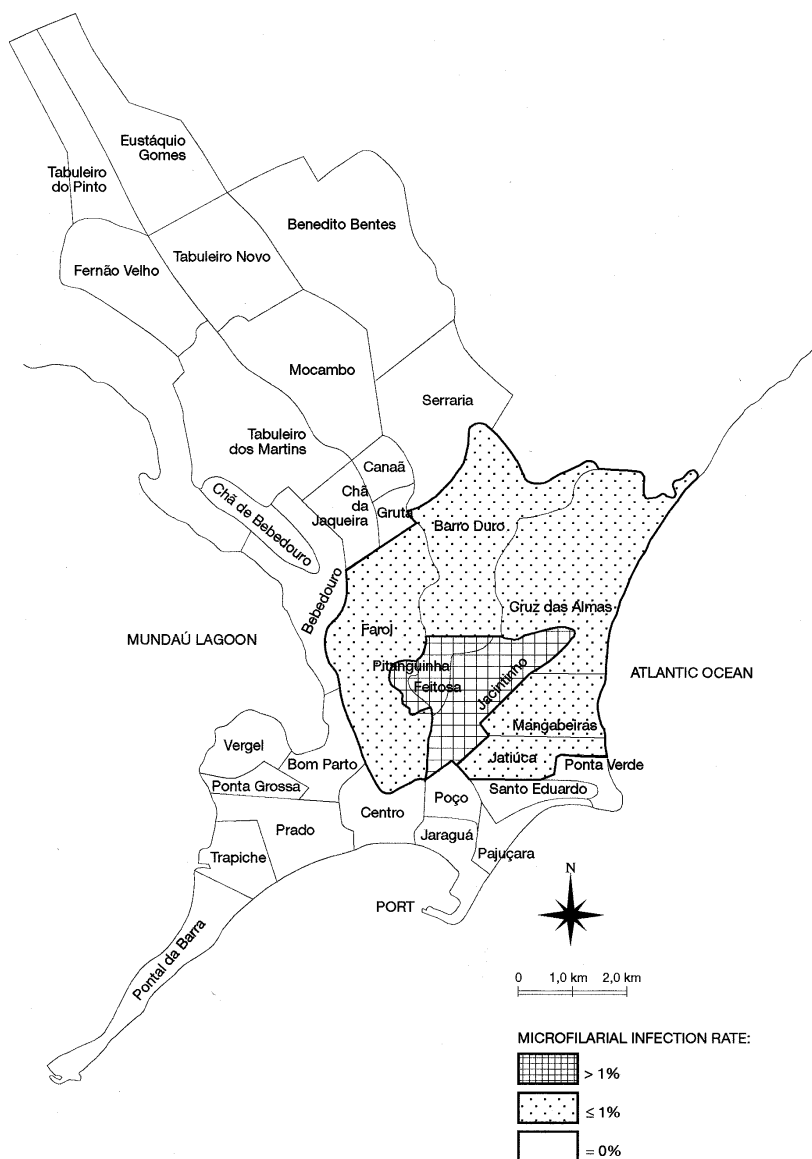 Eustáquio
Gomes
Tabuleiro
do Pinto
Benedito Bentes
Tabuleiro Novo
Fernão Velho
Mocambo
Serraria
Tabuleiro
dos Martins
Canaã
Chã
da
Jaqueira
Gruta
Chã de Bebedouro
Barro Duro
Bebedouro
Cruz das Almas
Farol
MUNDAÚ LAGOON
Pitanguinha
Feitosa
Jacintinho
ATLANTIC OCEAN
Mangabeiras
Vergel
Bom Parto
Jatiúca
Ponta Verde
Ponta Grossa
Santo Eduardo
Poço
Centro
Prado
Jaraguá
Trapiche
Pajuçara
N
PORT
Pontal da Barra
0 1,0 km 2,0 km
MICROFILARIAL INFECTION RATE:
> 1%
≤ 1%
= 0%